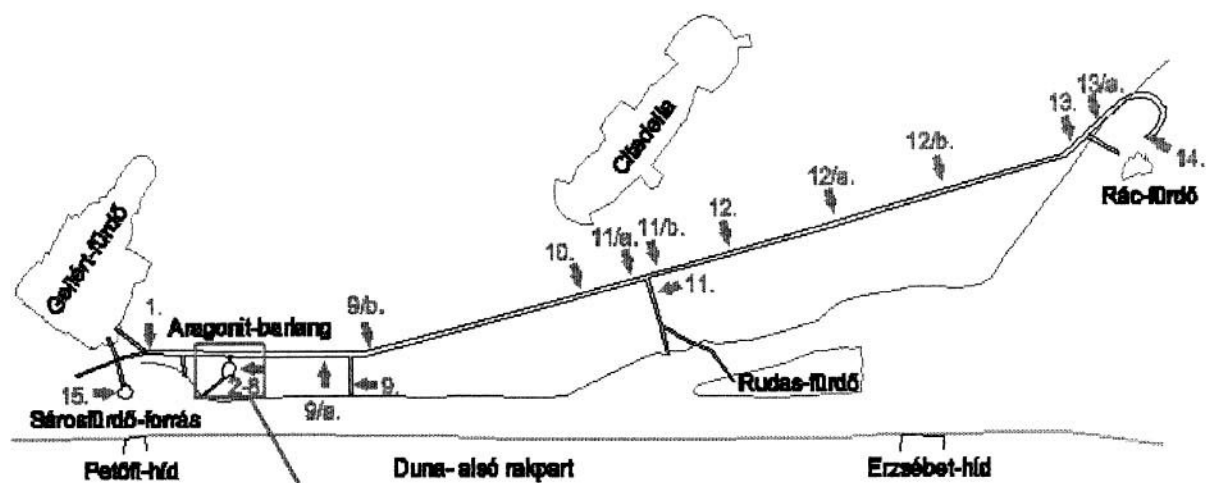 Citadella
13/a.
13.
14.
12/b.
Rác-fürdő
12/a.
Gellért-fürdő
12.
11/b.
11/a.
10.
11.
1.
9/b.
Aragonit-barlang
2-8.
9.
Rudas-fürdő
15.
9/a.
Sárosfürdő-forrás
Petőfi-híd
Duna- alsó rakpart
Erzsébet-híd